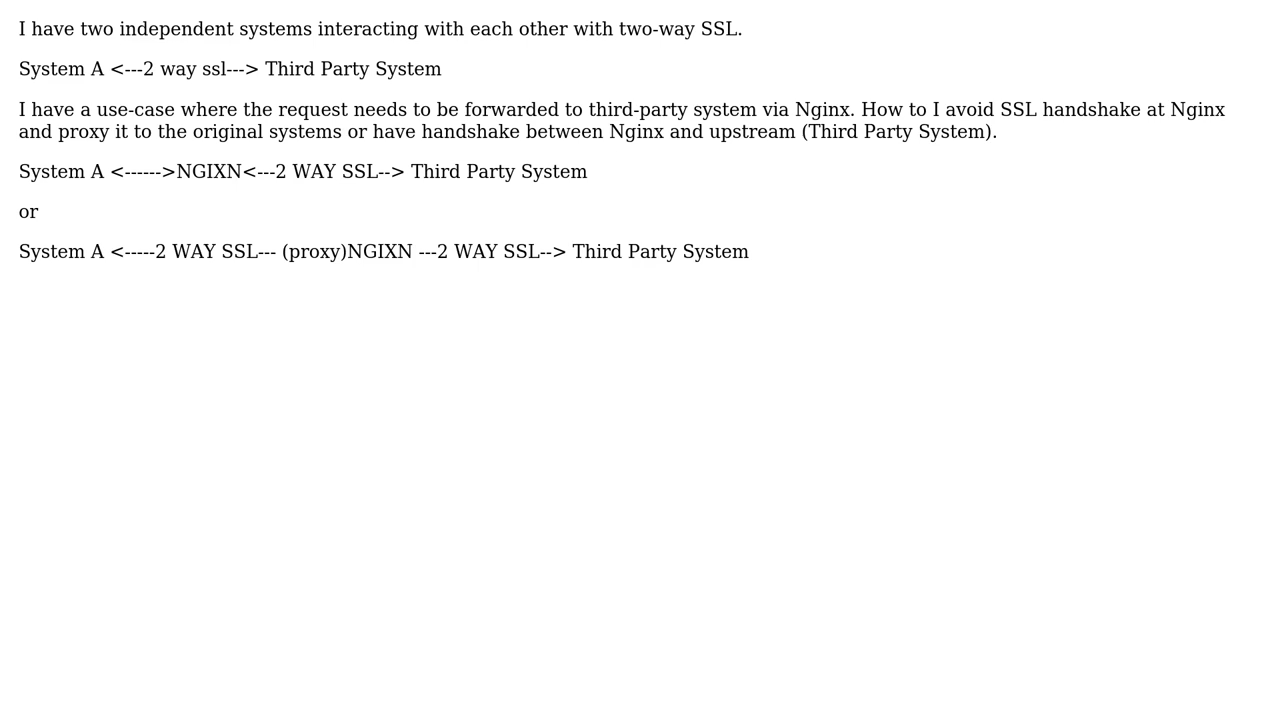 I have two independent systems interacting with each other with two-way SSL.
System A <---2 way ssl---> Third Party System
I have a use-case where the request needs to be forwarded to third-party system via Nginx. How to I avoid SSL handshake at Nginx
and proxy it to the original systems or have handshake between Nginx and upstream (Third Party System).
System A <------>NGIXN<---2 WAY SSL--> Third Party System
or
System A <-----2 WAY SSL--- (proxy)NGIXN ---2 WAY SSL--> Third Party System